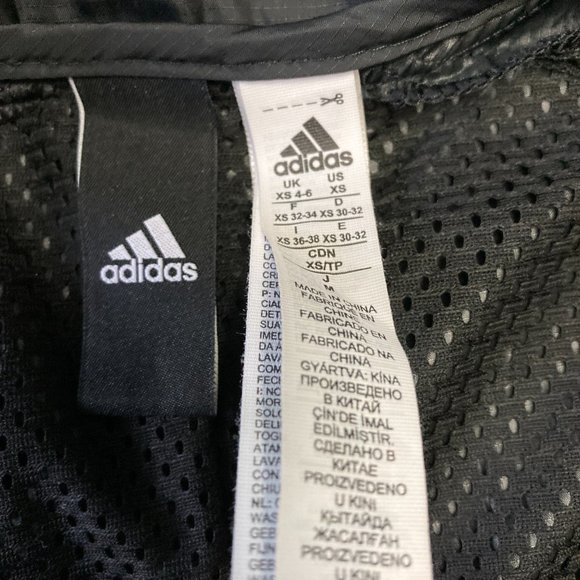 adidas
adidas
UK US
XS 4-6 XS
F D
XS 32-34 XS 30-32
I E
XS 36-38 XS 30-32
CDN
XS/TP
J
M
MADE IN CHINA
FABRIQUÉ EN
CHINE
FABRICADO EN
CHINA
FABRICADO NA
CHINA
GYÁRTVA: KÍNA
ПРОИЗВЕДЕНО
В КИТАЙ
ÇİN'DE İMAL
EDİLMİŞTİR.
СДЕЛАНО В
КИТАЕ
PROIZVEDENO
U KINI
ҚЫТАЙДА
ЖАСАЛҒАН
PROIZVEDENO
U KINI